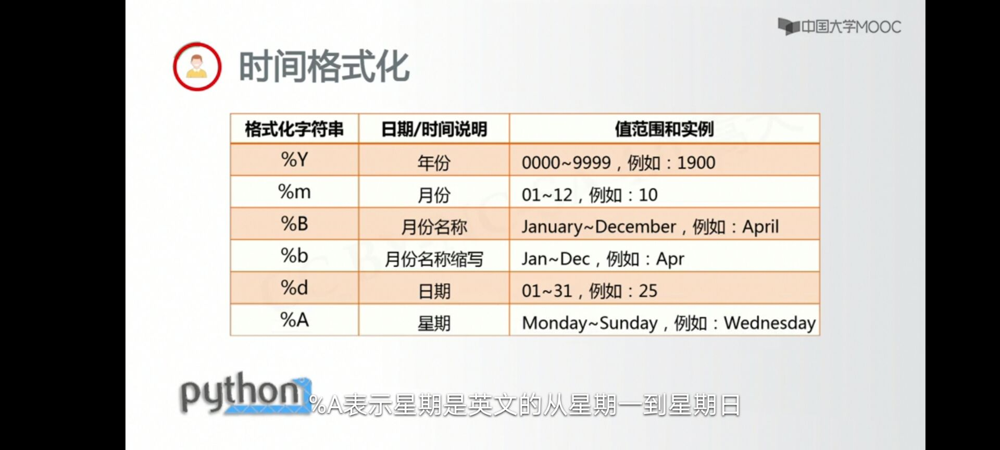 中国大学MOOC
时间格式化
格式化字符串 日期/时间说明 值范围和实例
%Y 年份 0000~9999，例如：1900
%m 月份 01~12，例如：10
%B 月份名称 January~December，例如：April
%b 月份名称缩写 Jan~Dec，例如：Apr
%d 日期 01~31，例如：25
%A 星期 Monday~Sunday，例如：Wednesday
python
%A表示星期是英文的从星期一到星期日